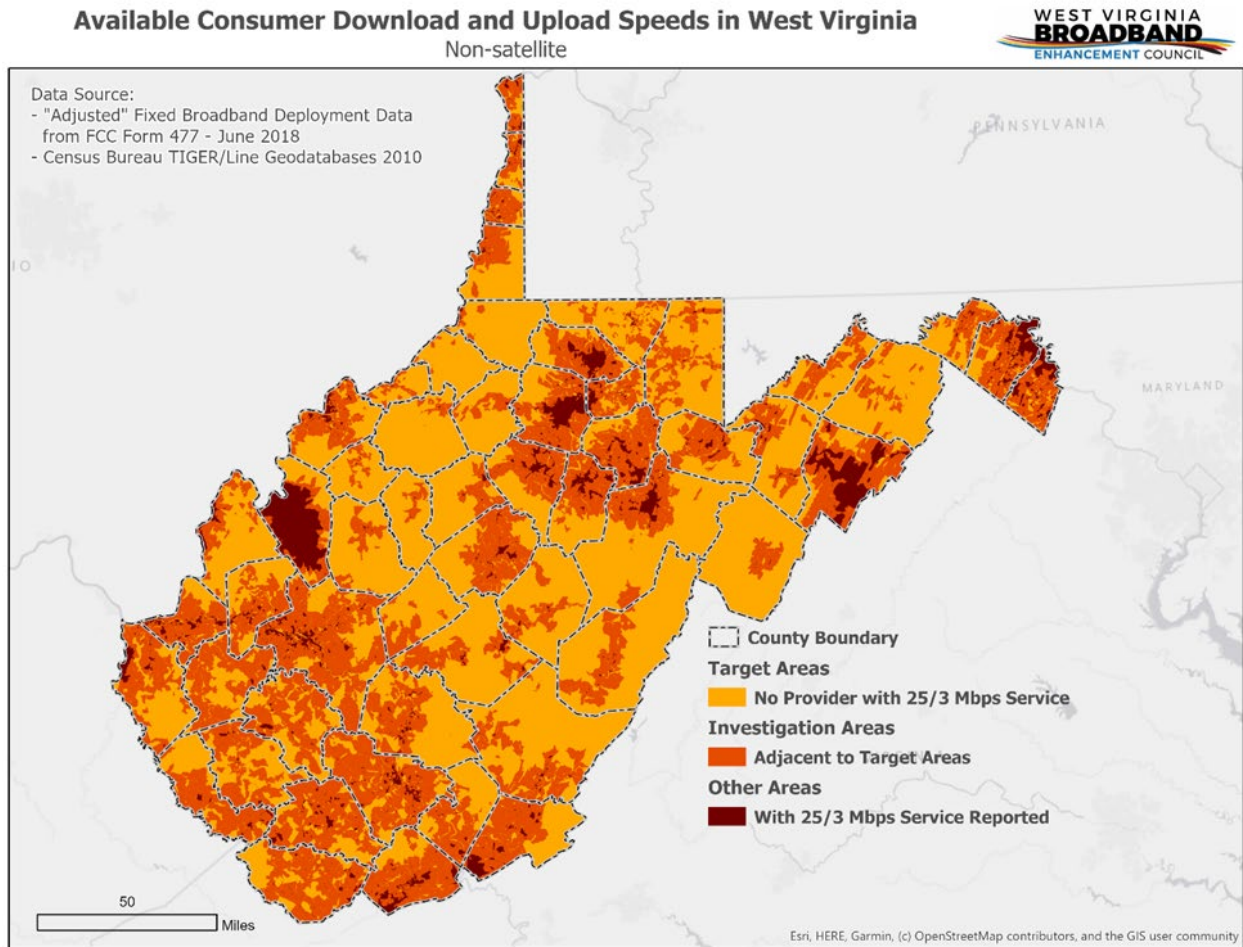 Available Consumer Download and Upload Speeds in West Virginia
Non-satellite
WEST VIRGINIA
BROADBAND
ENHANCEMENT COUNCIL
Data Source:
- "Adjusted" Fixed Broadband Deployment Data
from FCC Form 477 - June 2018
- Census Bureau TIGER/Line Geodatabases 2010
PENNSYLVANIA
IO
MARYLAND
County Boundary
Target Areas
No Provider with 25/3 Mbps Service
Investigation Areas
Adjacent to Target Areas
Other Areas
With 25/3 Mbps Service Reported
50
Miles
Esri, HERE, Garmin, (c) OpenStreetMap contributors, and the GIS user community